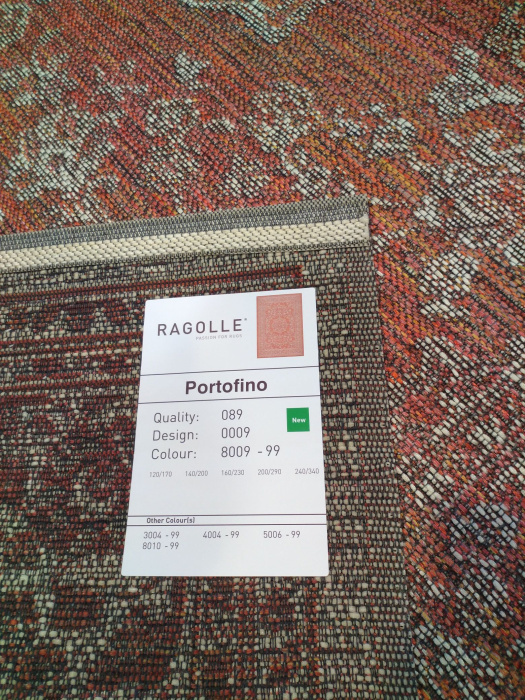 RAGOLLE®
PASSION FOR RUGS
Portofino
Quality: 089
New
Design: 0009
Colour: 8009 - 99
120/170 140/200 160/230 200/290 240/340
Other Colour(s)
3004 - 99 4004 - 99 5006 - 99
8010 - 99